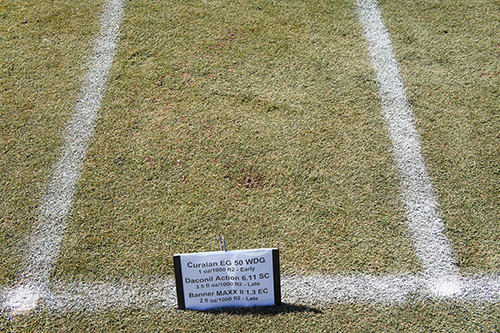 Curalan EG 50 WDG
1 oz/1000 ft2 - Early
Daconil Action 6.11 SC
3.5 fl oz/1000 ft2 - Late
Banner MAXX II 1.3 EC
2 fl oz/1000 ft2 - Late